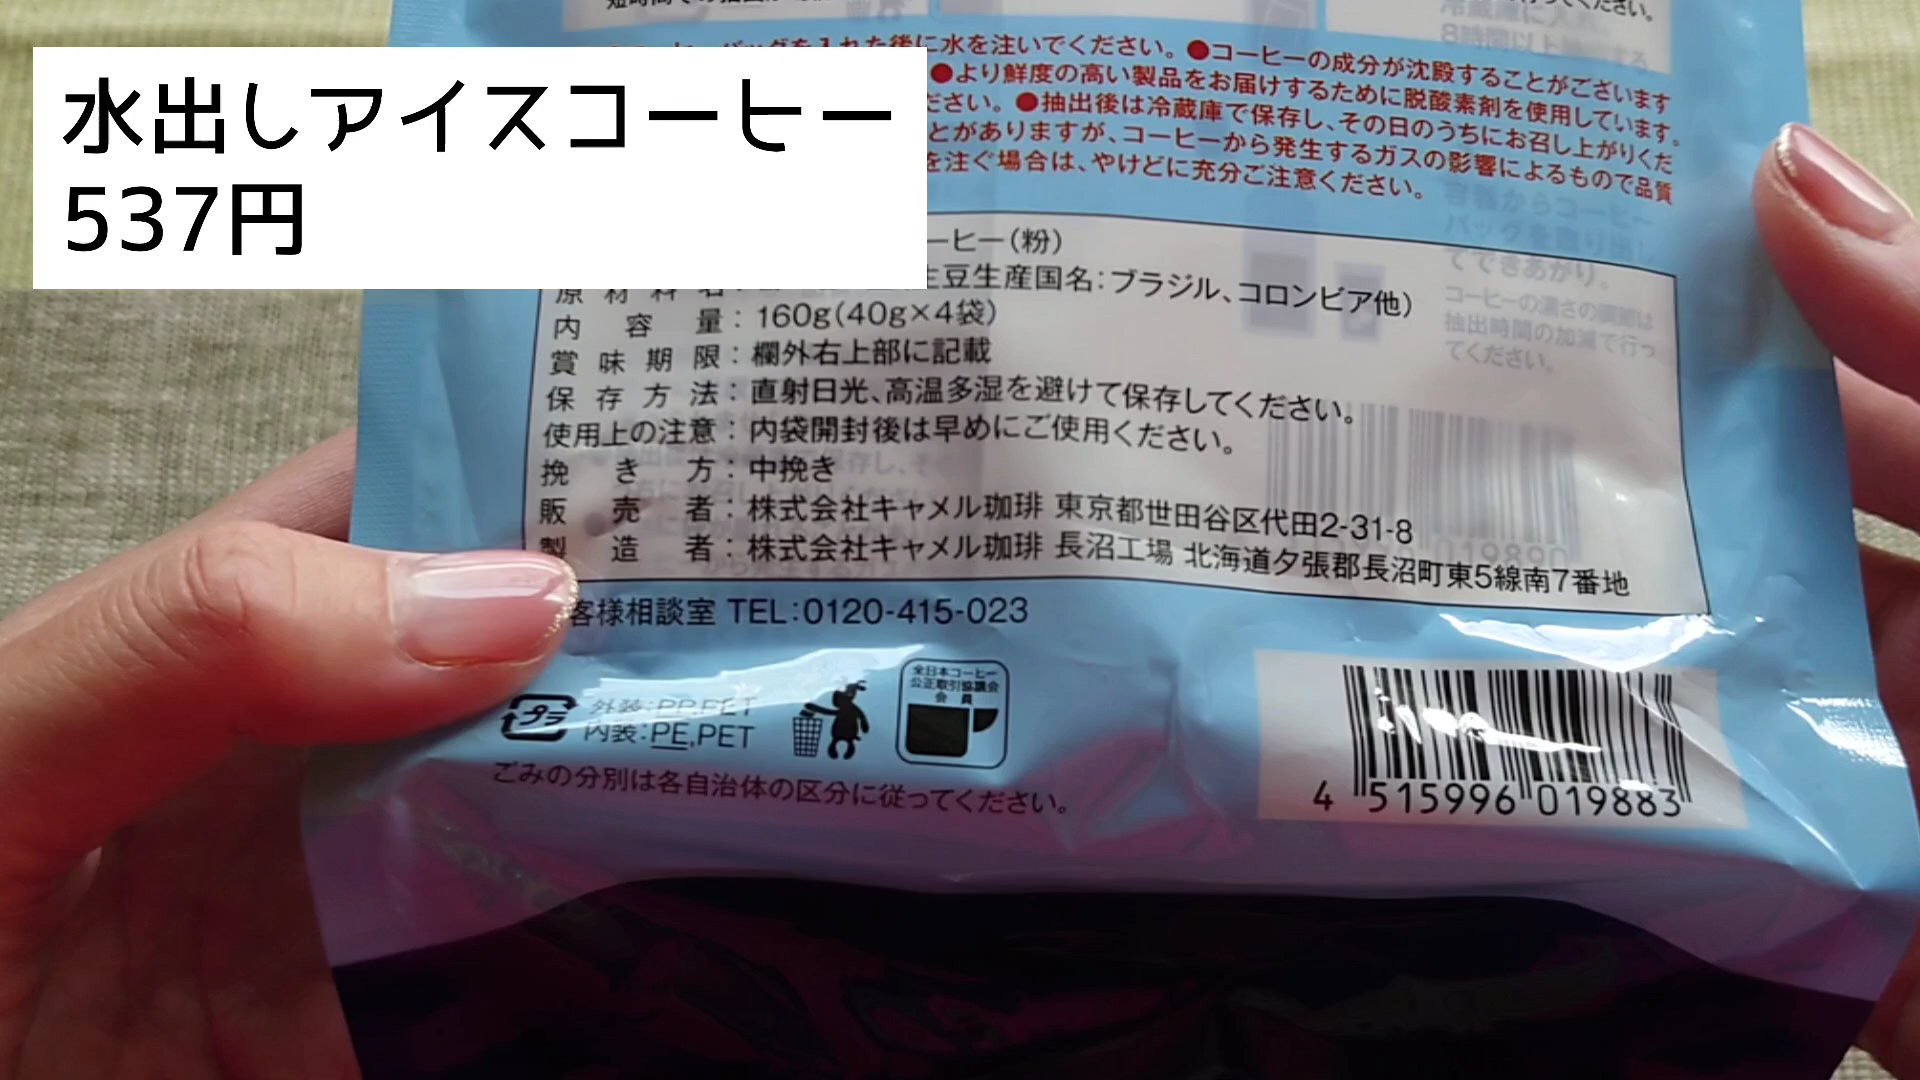 水出しアイスコーヒー
537円
に水を注いでください。●コーヒーの成分が沈殿することがございます
●より鮮度の高い製品をお届けするために脱酸素剤を使用しています。
ださい。●抽出後は冷蔵庫で保存し、その日のうちにお召し上がりくだ
とがありますが、コーヒーから発生するガスの影響によるもので品質
を注ぐ場合は、やけどに充分ご注意ください。
ーヒー（粉）
原材料名：
生豆生産国名：ブラジル、コロンビア他）
内容量：160g（40g×4袋）
賞味期限：欄外右上部に記載
保存方法：直射日光、高温多湿を避けて保存してください。
使用上の注意：内袋開封後は早めにご使用ください。
挽き方：中挽き
販売者：株式会社キャメル珈琲 東京都世田谷区代田2-31-8
製造者：株式会社キャメル珈琲 長沼工場 北海道夕張郡長沼町東5線南7番地
客様相談室 TEL：0120-415-023
プラ
外装：PP,PET
内装：PE,PET
全日本コーヒー
公正取引協議会
会員
ごみの分別は各自治体の区分に従ってください。
4 515996 019883